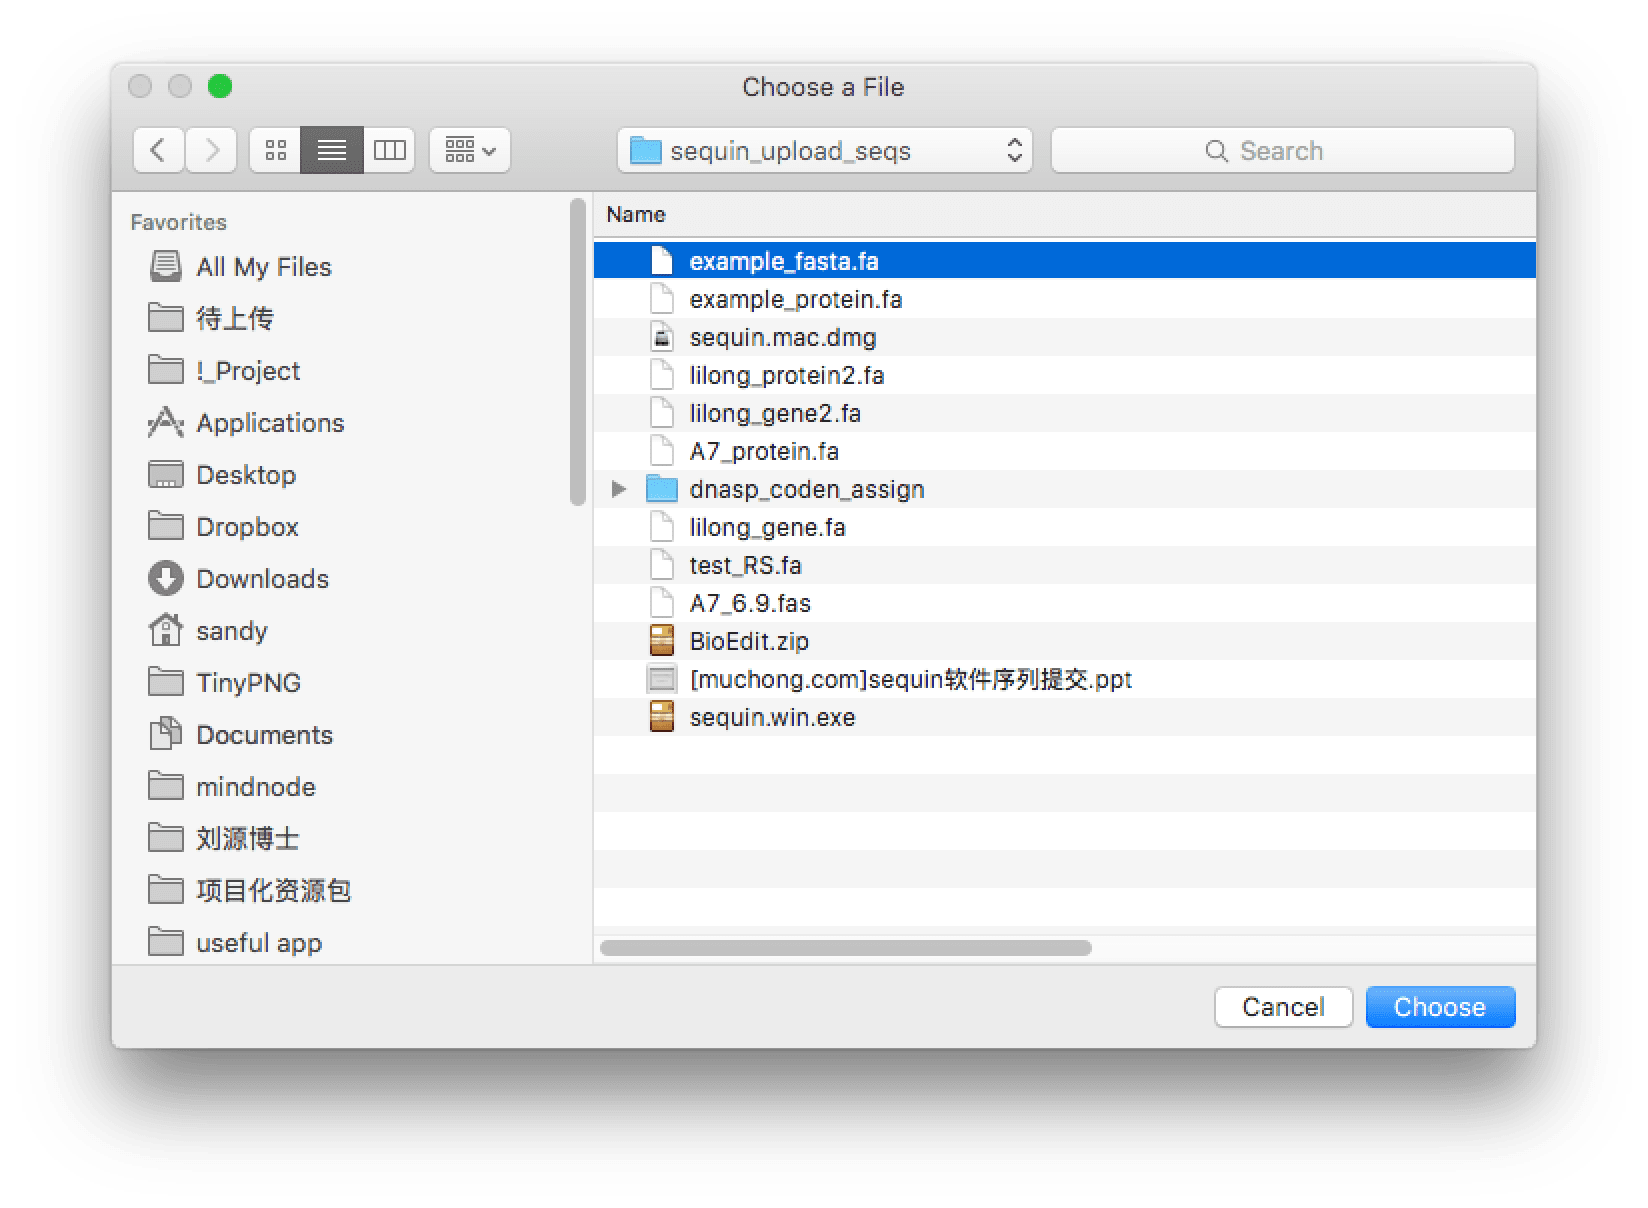 Choose a File
sequin_upload_seqs
Search
Favorites
All My Files
待上传
!_Project
Applications
Desktop
Dropbox
Downloads
sandy
TinyPNG
Documents
mindnode
刘源博士
项目化资源包
useful app
Name
example_fasta.fa
example_protein.fa
sequin.mac.dmg
lilong_protein2.fa
lilong_gene2.fa
A7_protein.fa
dnasp_coden_assign
lilong_gene.fa
test_RS.fa
A7_6.9.fas
BioEdit.zip
[muchong.com]sequin软件序列提交.ppt
sequin.win.exe
Cancel
Choose